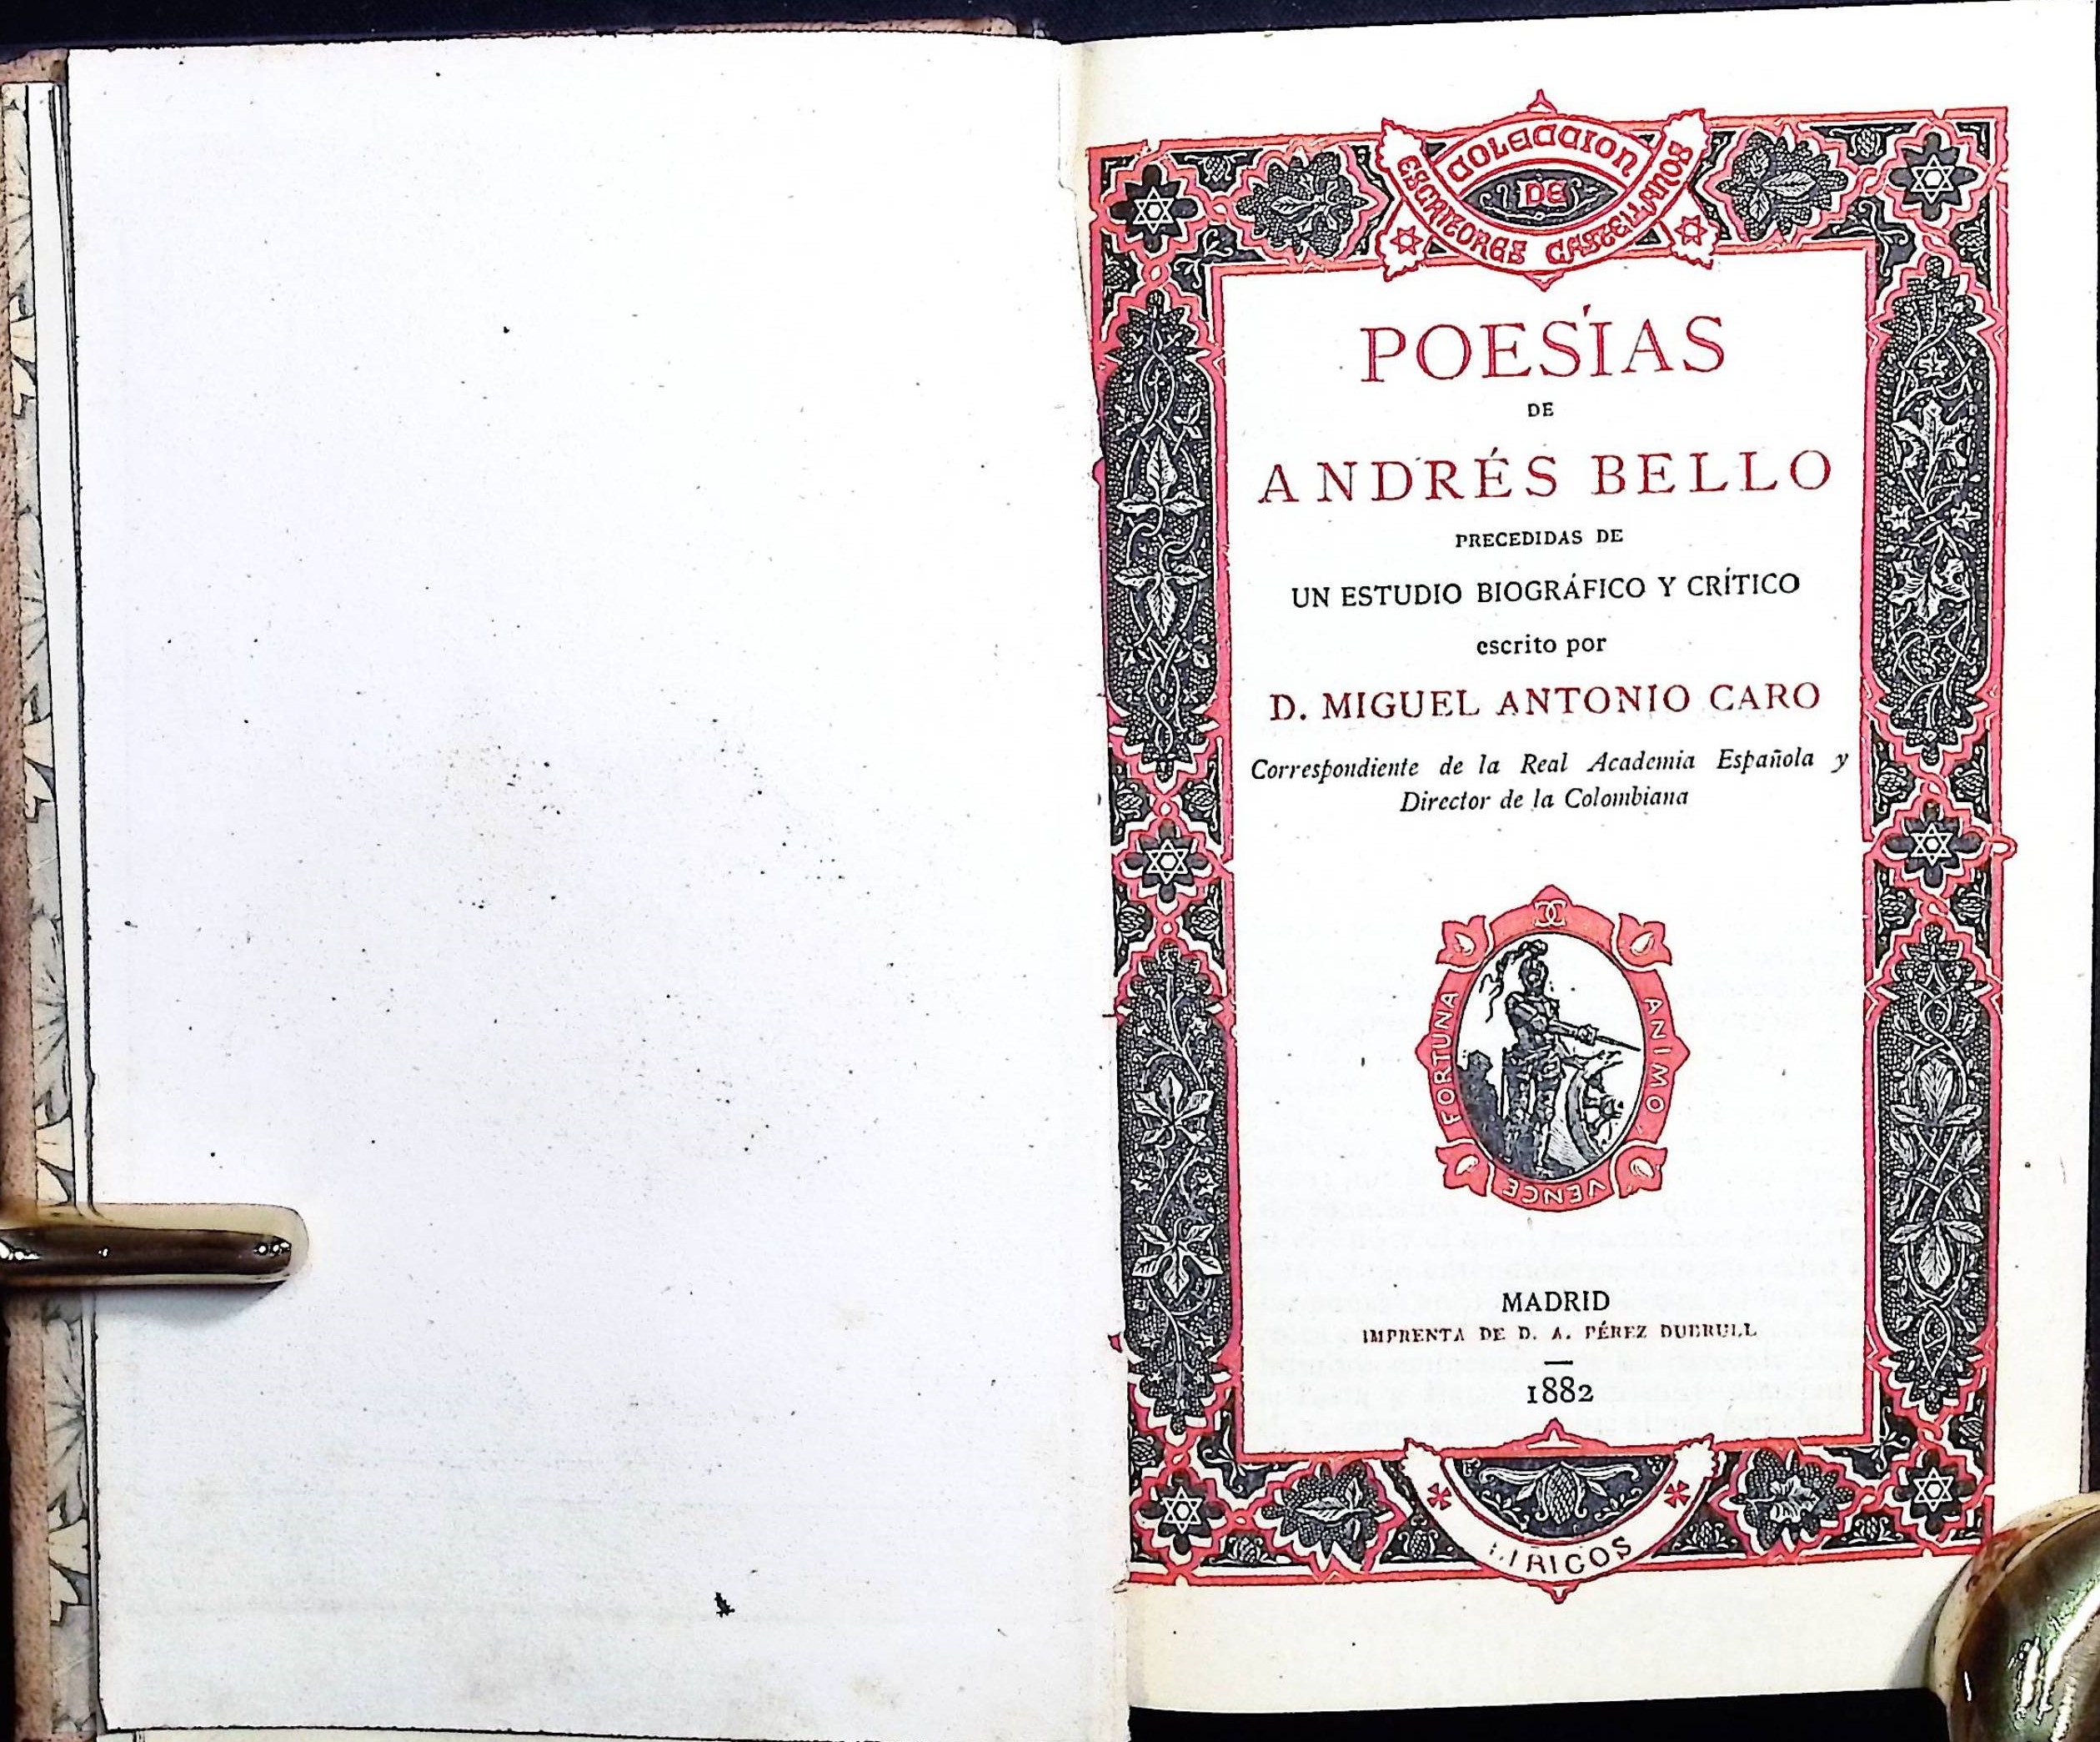 COLECCION
DE
ESCRITORES CASTELLANOS
POESÍAS
DE
ANDRÉS BELLO
PRECEDIDAS DE
UN ESTUDIO BIOGRÁFICO Y CRÍTICO
escrito por
D. MIGUEL ANTONIO CARO
Correspondiente de la Real Academia Española y
Director de la Colombiana
FORTUNA
ANIMO
VENCE
MADRID
IMPRENTA DE D. A. PÉREZ DUBRULL
1882
LIRICOS